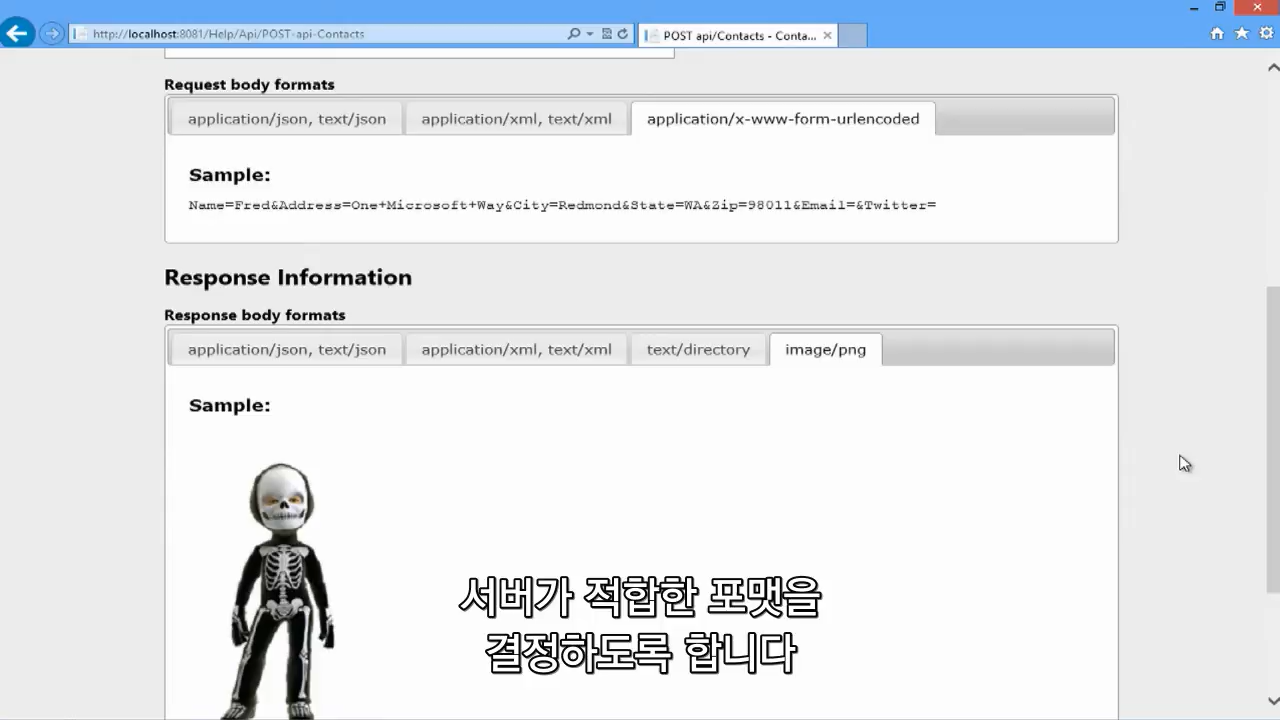 http://localhost:8081/Help/Api/POST-api-Contacts
POST api/Contacts - Conta...
Request body formats
application/json, text/json
application/xml, text/xml
application/x-www-form-urlencoded
Sample:
Name=Fred&Address=One+Microsoft+Way&City=Redmond&State=WA&Zip=98011&Email=&Twitter=
Response Information
Response body formats
application/json, text/json
application/xml, text/xml
text/directory
image/png
Sample:
서버가 적합한 포맷을
결정하도록 합니다